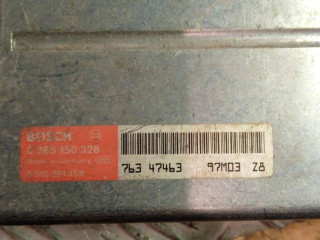 BOSCH
0 265 150 328
Made in Germany
763 47463 97M03 Z8